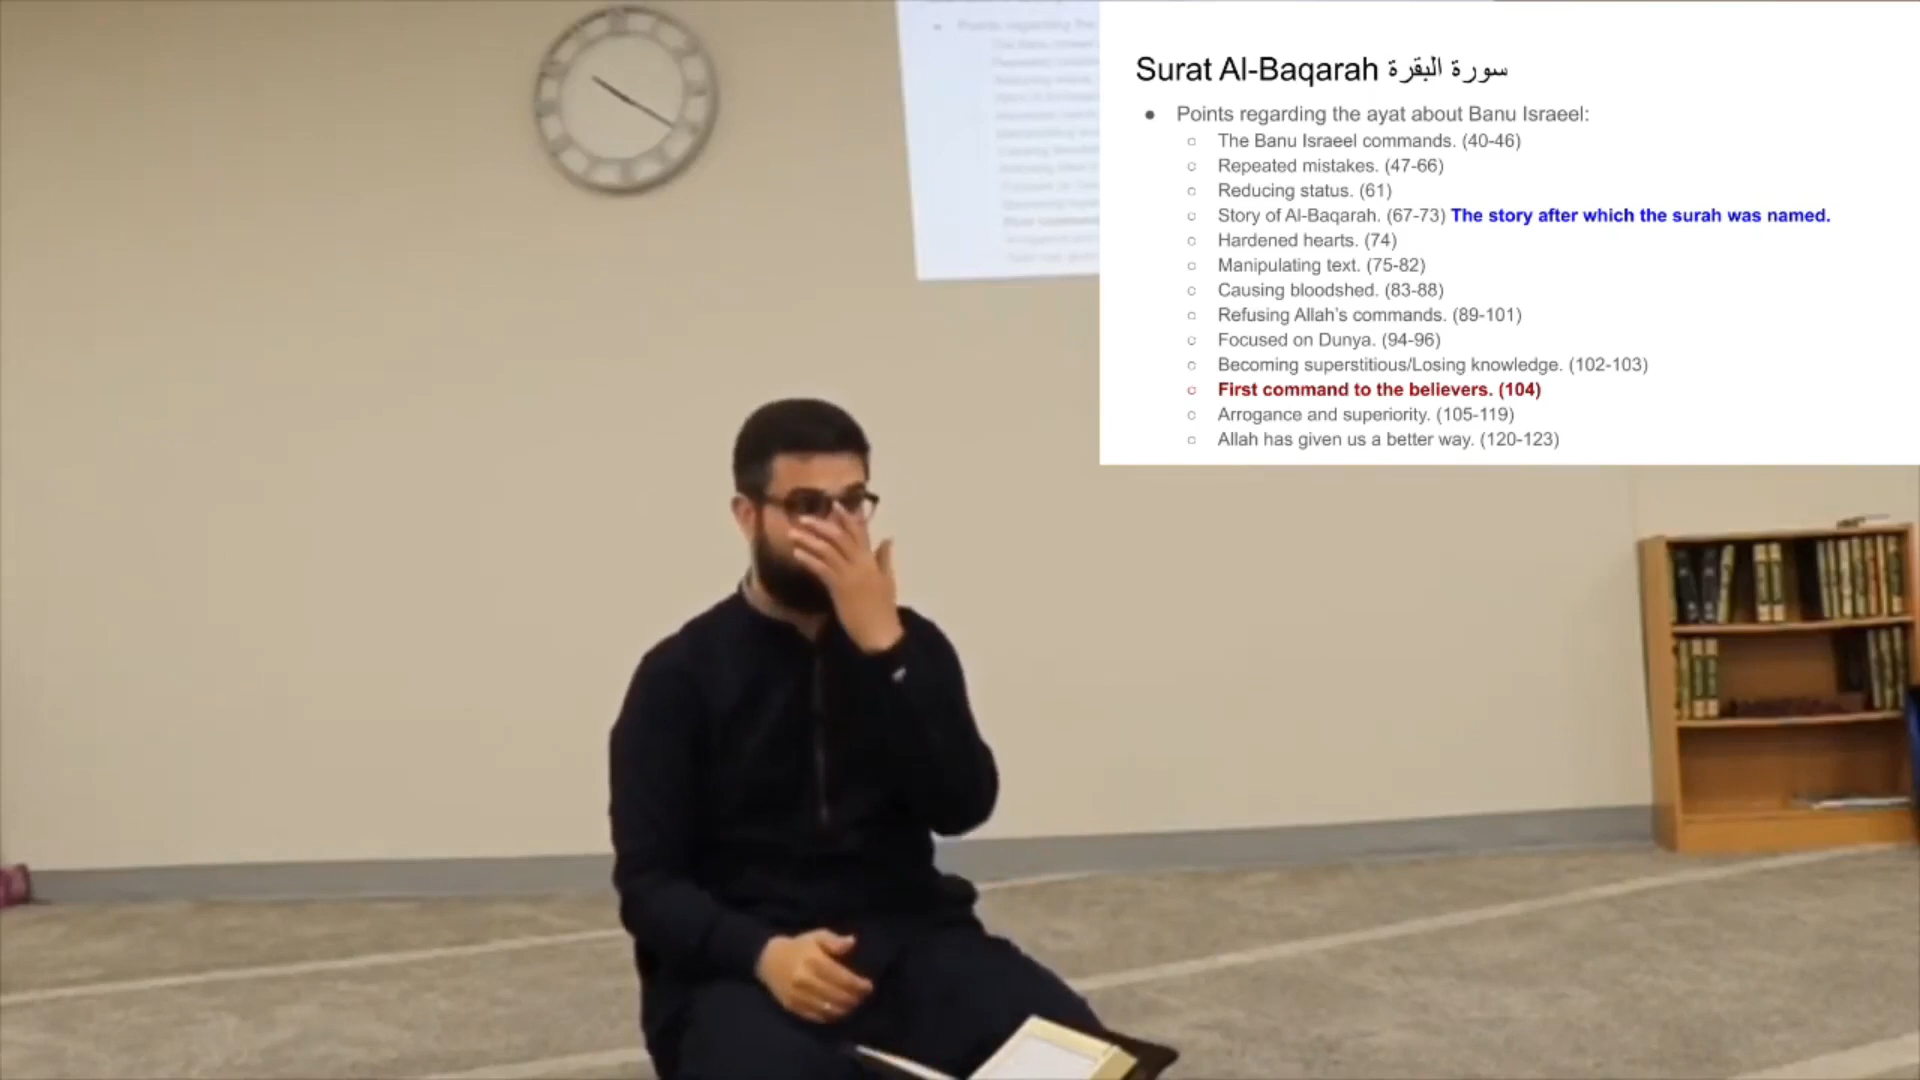 Surat Al-Baqarah سورة البقرة
● Points regarding the ayat about Banu Israeel:
○ The Banu Israeel commands. (40-46)
○ Repeated mistakes. (47-66)
○ Reducing status. (61)
○ Story of Al-Baqarah. (67-73) The story after which the surah was named.
○ Hardened hearts. (74)
○ Manipulating text. (75-82)
○ Causing bloodshed. (83-88)
○ Refusing Allah's commands. (89-101)
○ Focused on Dunya. (94-96)
○ Becoming superstitious/Losing knowledge. (102-103)
○ First command to the believers. (104)
○ Arrogance and superiority. (105-119)
○ Allah has given us a better way. (120-123)